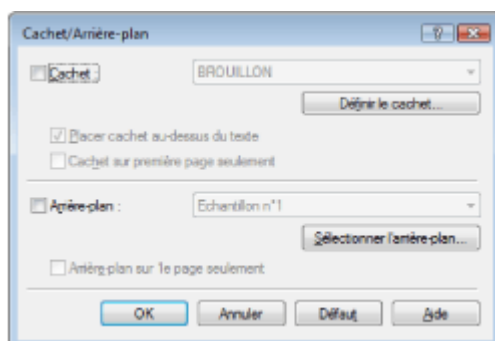 Cachet/Arrière-plan
Cachet :
BROUILLON
Définir le cachet...
Placer cachet au-dessus du texte
Cachet sur première page seulement
Arrière-plan :
Echantillon n°1
Sélectionner l'arrière-plan...
Arrière-plan sur 1e page seulement
OK Annuler Défaut Aide